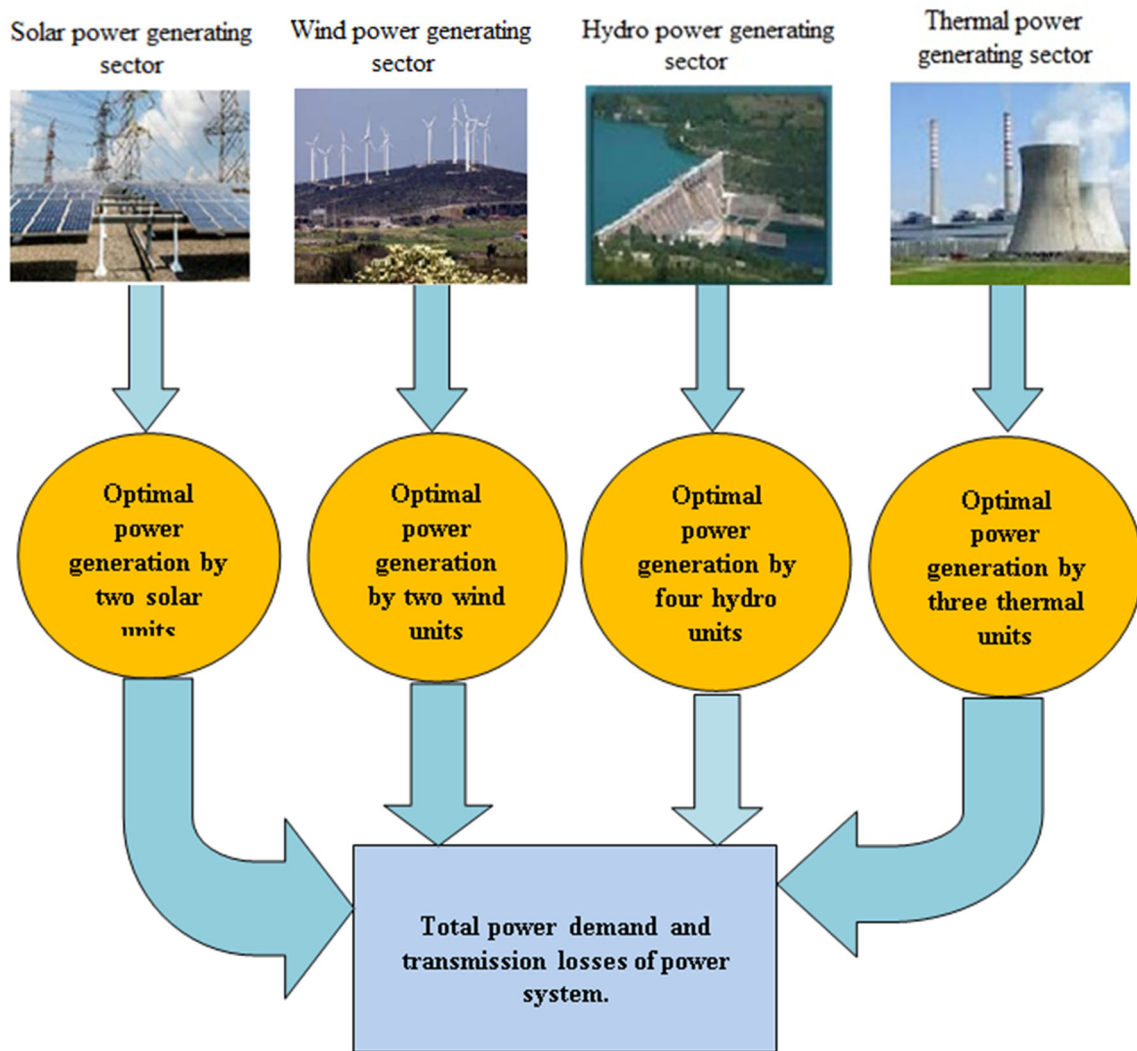 Solar power generating
sector
Wind power generating
sector
Hydro power generating
sector
Thermal power
generating sector
Optimal
power
generation by
two solar
units
Optimal
power
generation
by two wind
units
Optimal
power
generation by
four hydro
units
Optimal
power
generation by
three thermal
units
Total power demand and
transmission losses of power
system.